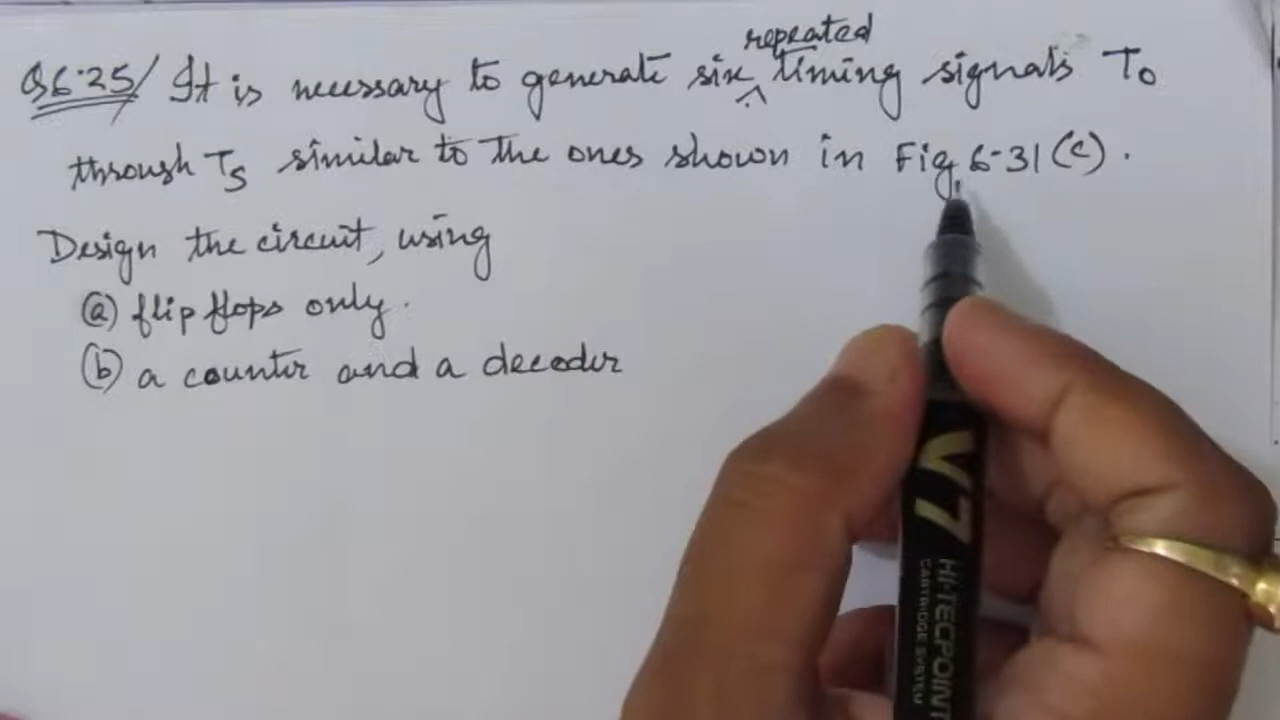 Q6.25/ It is necessary to generate six repeated timing signals T0
through T5 similar to the ones shown in Fig 6-31(c).
Design the circuit, using
(a) flip flops only.
(b) a counter and a decoder
V7
HI-TECPOINT
CARTRIDGE SYSTEM